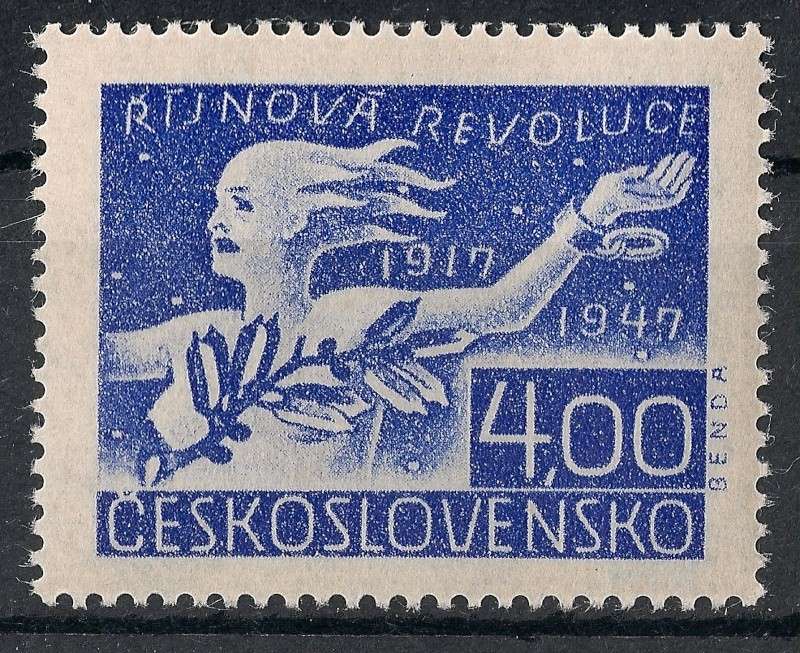 ŘÍJNOVÁ REVOLUCE
1917
1947
4,00
BENDA
ČESKOSLOVENSKO